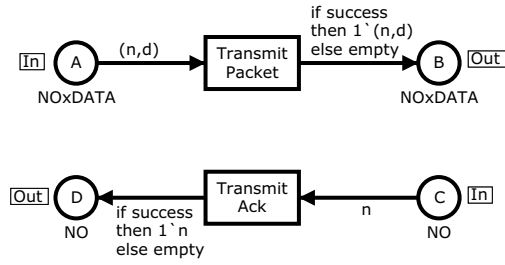 if success
then 1`(n,d)
else empty
In
A
(n,d)
Transmit
Packet
B
Out
NOxDATA
NOxDATA
Out
D
Transmit
Ack
C
In
if success
then 1`n
else empty
n
NO
NO